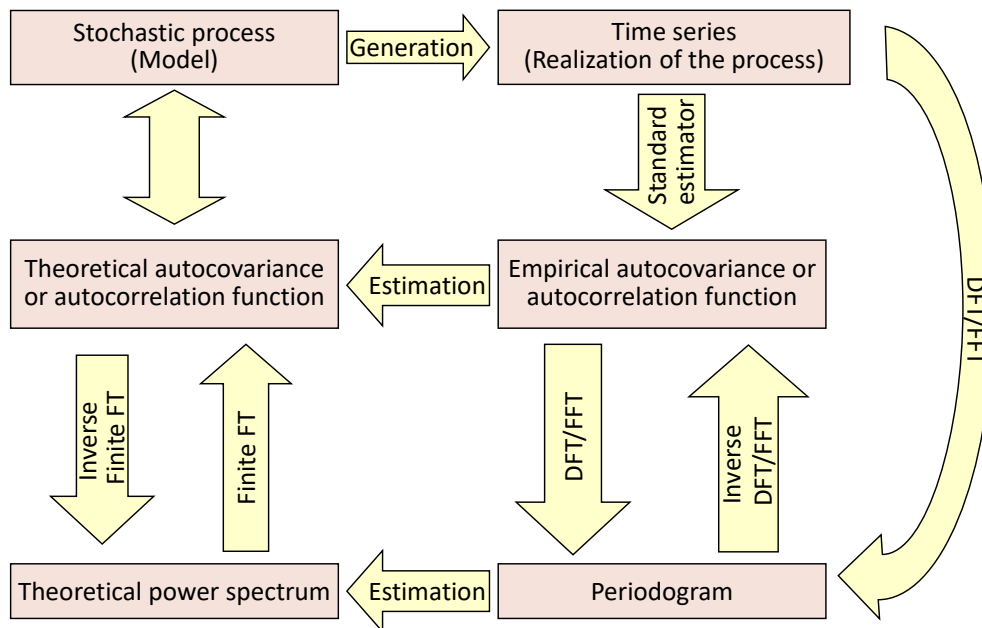 Stochastic process
(Model)
Generation
Time series
(Realization of the process)
Standard
estimator
DFT/FFT
Theoretical autocovariance
or autocorrelation function
Estimation
Empirical autocovariance or
autocorrelation function
Inverse
Finite FT
Finite FT
DFT/FFT
Inverse
DFT/FFT
Theoretical power spectrum
Estimation
Periodogram